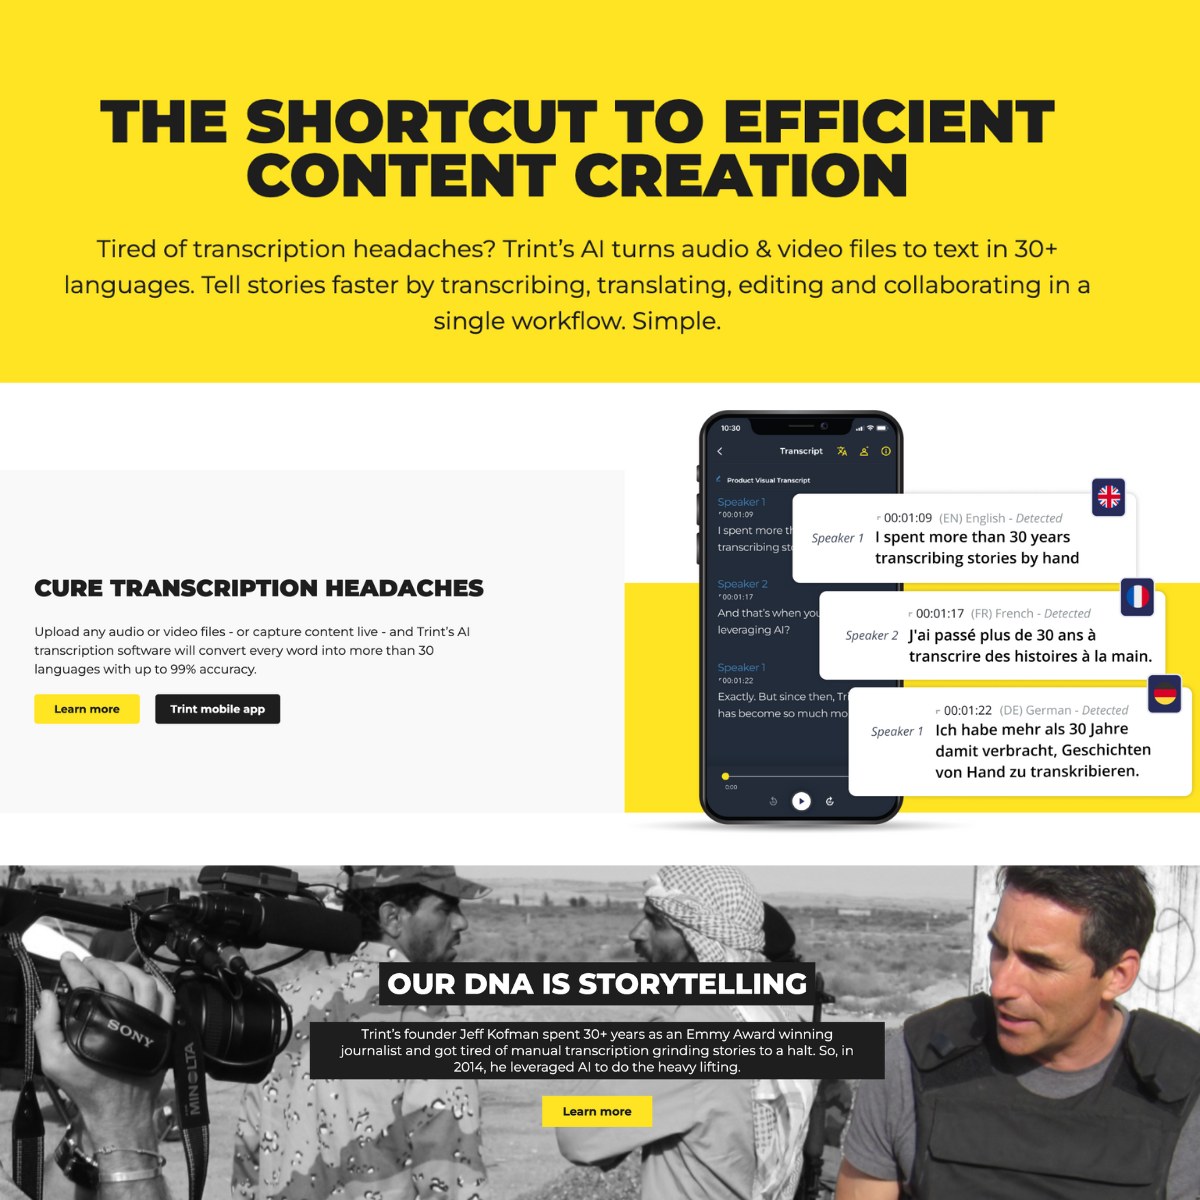 THE SHORTCUT TO EFFICIENT
CONTENT CREATION
Tired of transcription headaches? Trint's AI turns audio & video files to text in 30+
languages. Tell stories faster by transcribing, translating, editing and collaborating in a
single workflow. Simple.
CURE TRANSCRIPTION HEADACHES
Upload any audio or video files - or capture content live - and Trint's AI
transcription software will convert every word into more than 30
languages with up to 99% accuracy.
Learn more
Trint mobile app
10:30
Transcript
Product Visual Transcript
Speaker 1
00:01:09
I spent more th
transcribing sto
Speaker 2
00:01:17
And that's when you
leveraging AI?
Speaker 1
00:01:22
Exactly. But since then, Tri
has become so much mo
0:00
00:01:09 (EN) English - Detected
Speaker 1
I spent more than 30 years
transcribing stories by hand
00:01:17 (FR) French - Detected
Speaker 2
J'ai passé plus de 30 ans à
transcrire des histoires à la main.
00:01:22 (DE) German - Detected
Speaker 1
Ich habe mehr als 30 Jahre
damit verbracht, Geschichten
von Hand zu transkribieren.
OUR DNA IS STORYTELLING
Trint's founder Jeff Kofman spent 30+ years as an Emmy Award winning
journalist and got tired of manual transcription grinding stories to a halt. So, in
2014, he leveraged AI to do the heavy lifting.
Learn more
SONY
MINOLTA